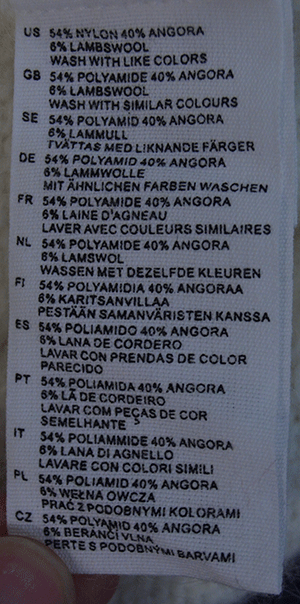 US 54% NYLON 40% ANGORA
6% LAMBSWOOL
WASH WITH LIKE COLORS
GB 54% POLYAMIDE 40% ANGORA
6% LAMBSWOOL
WASH WITH SIMILAR COLOURS
SE 54% POLYAMID 40% ANGORA
6% LAMMULL
TVÄTTAS MED LIKNANDE FÄRGER
DE 54% POLYAMID 40% ANGORA
6% LAMMWOLLE
MIT ÄHNLICHEN FARBEN WASCHEN
FR 54% POLYAMIDE 40% ANGORA
6% LAINE D'AGNEAU
LAVER AVEC COULEURS SIMILAIRES
NL 54% POLYAMIDE 40% ANGORA
6% LAMSWOL
WASSEN MET DEZELFDE KLEUREN
FI 54% POLYAMIDIA 40% ANGORAA
6% KARITSANVILLAA
PESTÄÄN SAMANVÄRISTEN KANSSA
ES 54% POLIAMIDO 40% ANGORA
6% LANA DE CORDERO
LAVAR CON PRENDAS DE COLOR
PARECIDO
PT 54% POLIAMIDA 40% ANGORA
6% LÃ DE CORDEIRO
LAVAR COM PEÇAS DE COR
SEMELHANTE
IT 54% POLIAMMIDE 40% ANGORA
6% LANA DI AGNELLO
LAVARE CON COLORI SIMILI
PL 54% POLIAMID 40% ANGORA
6% WEŁNA OWCZA
PRAĆ Z PODOBNYMI KOLORAMI
CZ 54% POLYAMID 40% ANGORA
6% BERANČÍ VLNA
PERTE S PODOBNÝMI BARVAMI